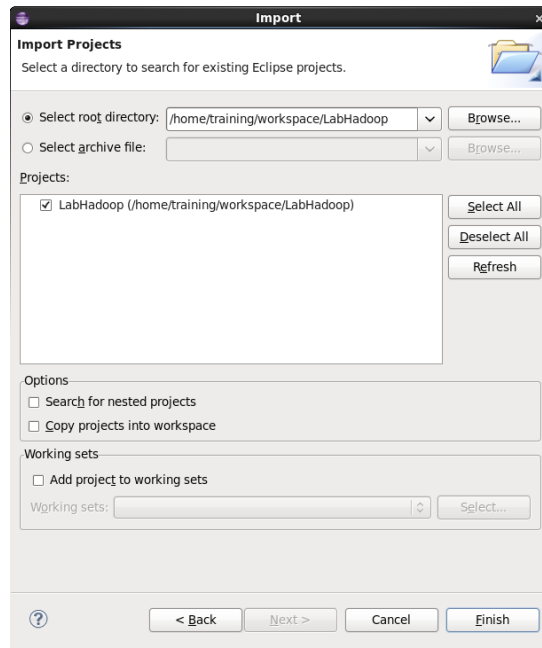 Import
Import Projects
Select a directory to search for existing Eclipse projects.
Select root directory: /home/training/workspace/LabHadoop Browse...
Select archive file: Browse...
Projects:
LabHadoop (/home/training/workspace/LabHadoop) Select All
Deselect All
Refresh
Options
Search for nested projects
Copy projects into workspace
Working sets
Add project to working sets
Working sets: Select...
< Back Next > Cancel Finish